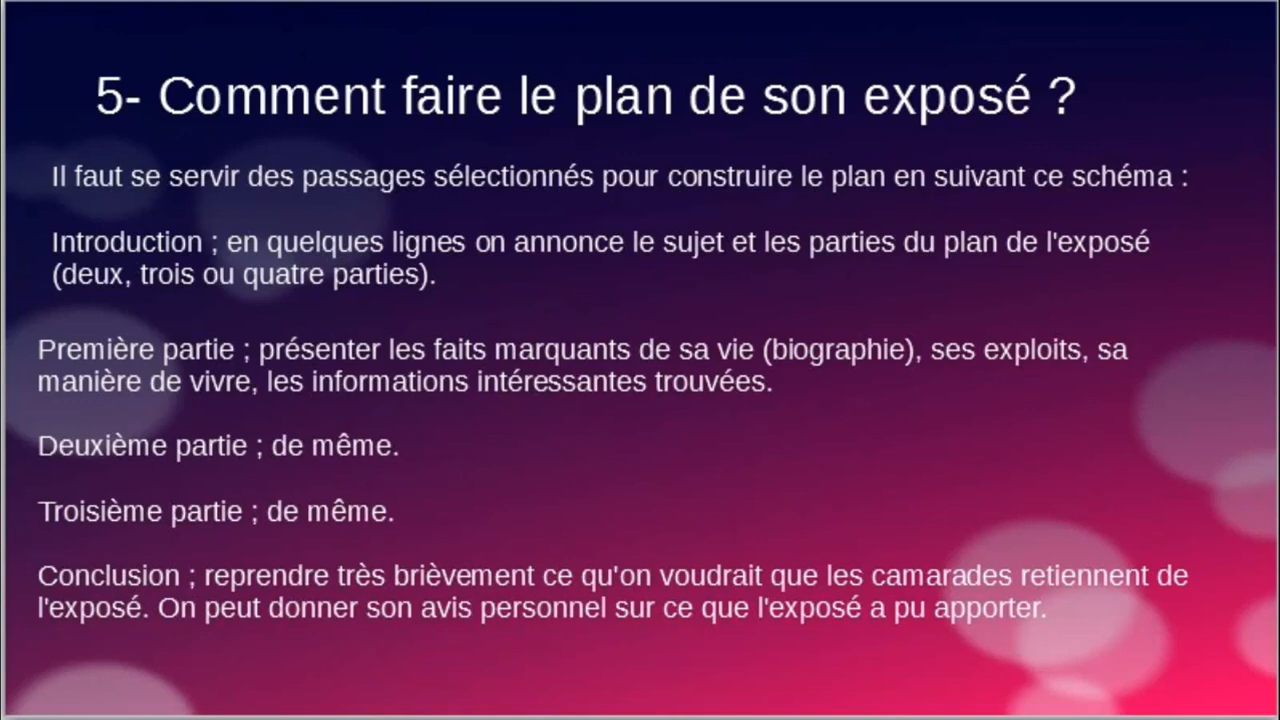 5- Comment faire le plan de son exposé ?
Il faut se servir des passages sélectionnés pour construire le plan en suivant ce schéma :
Introduction ; en quelques lignes on annonce le sujet et les parties du plan de l'exposé
(deux, trois ou quatre parties).
Première partie ; présenter les faits marquants de sa vie (biographie), ses exploits, sa
manière de vivre, les informations intéressantes trouvées.
Deuxième partie ; de même.
Troisième partie ; de même.
Conclusion ; reprendre très brièvement ce qu'on voudrait que les camarades retiennent de
l'exposé. On peut donner son avis personnel sur ce que l'exposé a pu apporter.